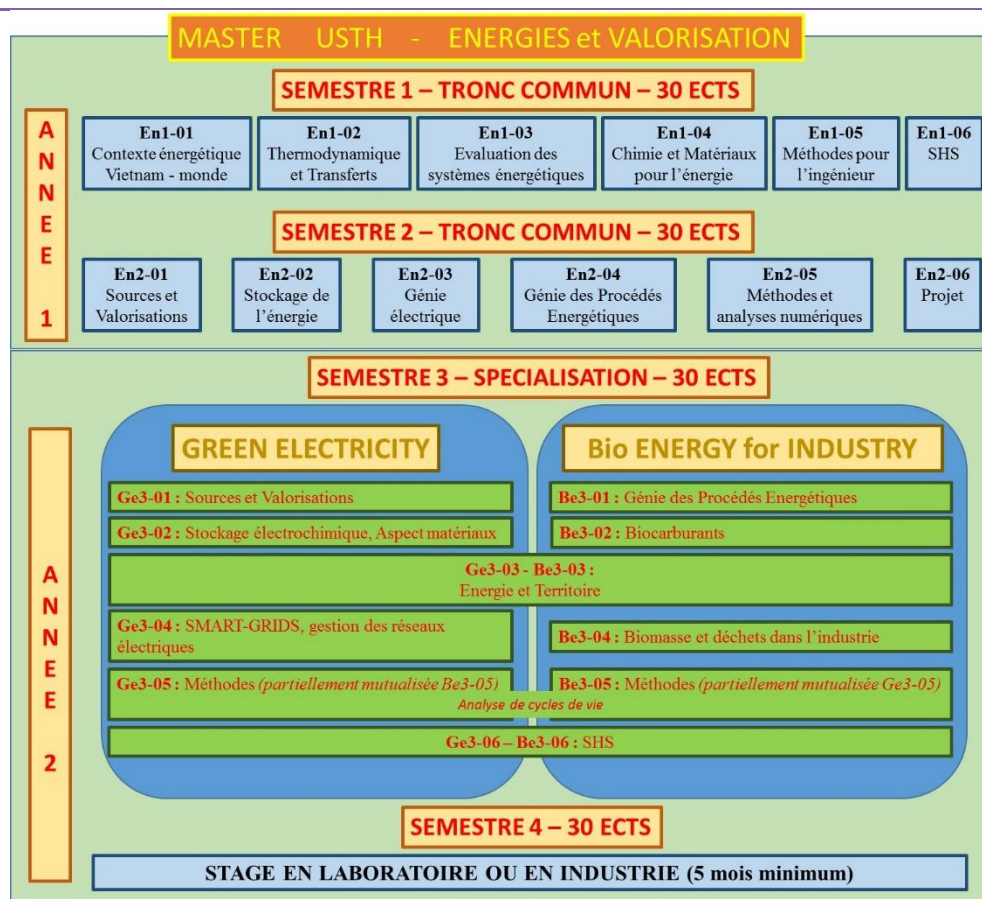 MASTER USTH - ENERGIES et VALORISATION
SEMESTRE 1 – TRONC COMMUN – 30 ECTS
ANNEE 1
En1-01
Contexte énergétique
Vietnam - monde
En1-02
Thermodynamique
et Transferts
En1-03
Evaluation des
systèmes énergétiques
En1-04
Chimie et Matériaux
pour l'énergie
En1-05
Méthodes pour
l'ingénieur
En1-06
SHS
SEMESTRE 2 – TRONC COMMUN – 30 ECTS
En2-01
Sources et
Valorisations
En2-02
Stockage de
l'énergie
En2-03
Génie
électrique
En2-04
Génie des Procédés
Energétiques
En2-05
Méthodes et
analyses numériques
En2-06
Projet
SEMESTRE 3 – SPECIALISATION – 30 ECTS
ANNEE 2
GREEN ELECTRICITY
Ge3-01 : Sources et Valorisations
Ge3-02 : Stockage électrochimique, Aspect matériaux
Bio ENERGY for INDUSTRY
Be3-01 : Génie des Procédés Energétiques
Be3-02 : Biocarburants
Ge3-03 - Be3-03 :
Energie et Territoire
Ge3-04 : SMART-GRIDS, gestion des réseaux
électriques
Be3-04 : Biomasse et déchets dans l'industrie
Ge3-05 : Méthodes (partiellement mutualisée Be3-05)
Be3-05 : Méthodes (partiellement mutualisée Ge3-05)
Analyse de cycles de vie
Ge3-06 – Be3-06 : SHS
SEMESTRE 4 – 30 ECTS
STAGE EN LABORATOIRE OU EN INDUSTRIE (5 mois minimum)